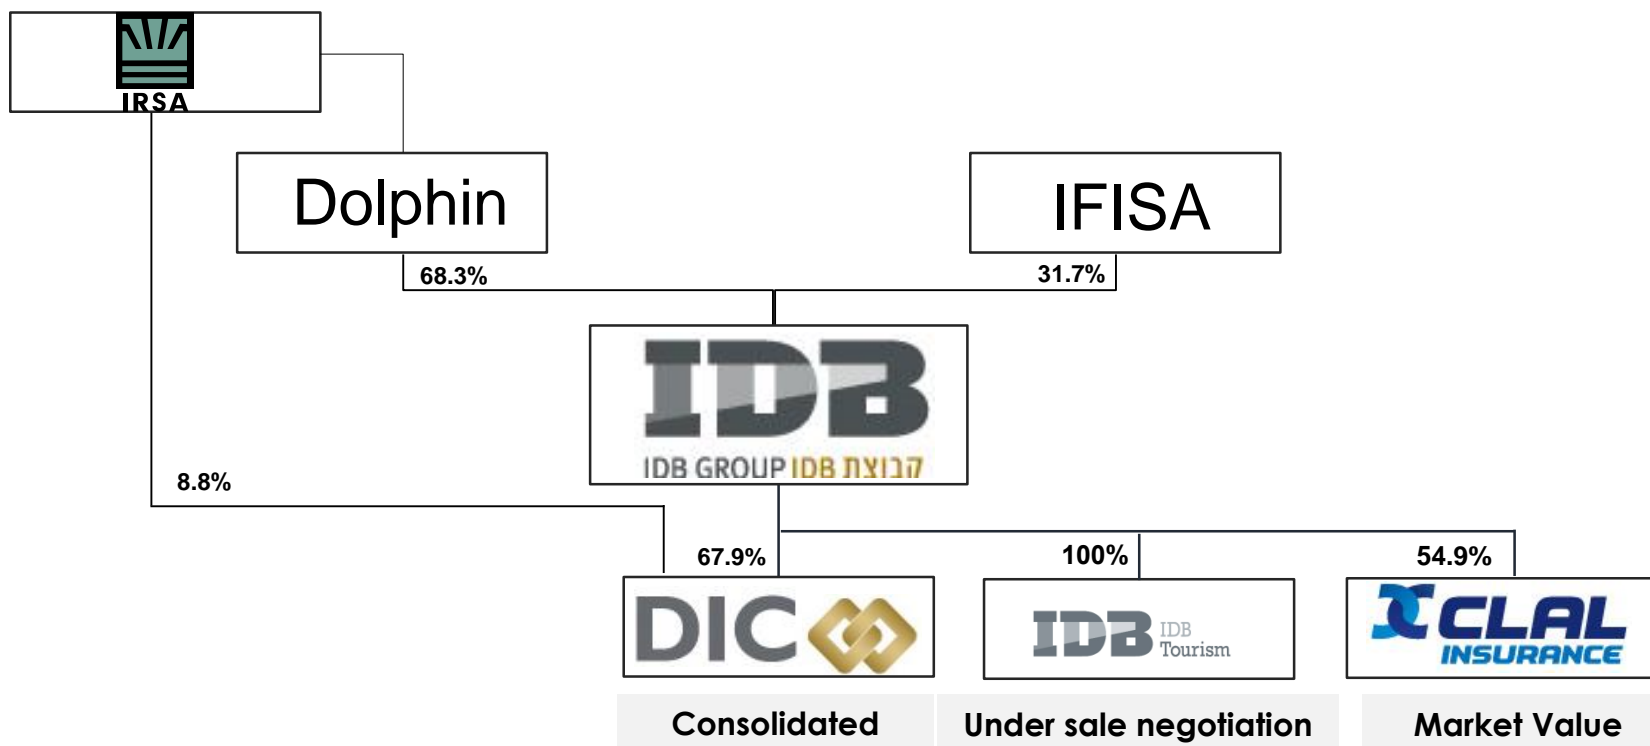 IRSA
Dolphin
IFISA
68.3%
31.7%
IDB
IDB GROUP IDB קבוצת
8.8%
67.9%
100%
54.9%
DIC
IDB
IDB
Tourism
CLAL
INSURANCE
Consolidated
Under sale negotiation
Market Value